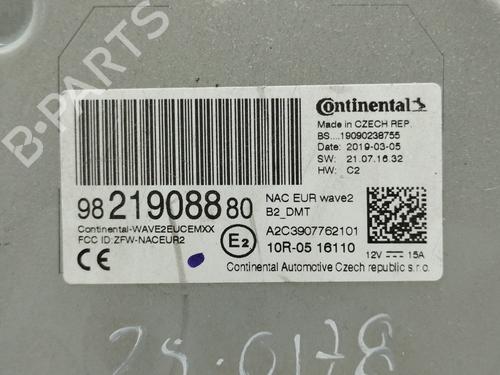 B-PARTS
Continental
Made in CZECH REP.
BS....19090238755
Date: 2019-03-05
SW: 21.07.16.32
HW: C2
98 219088 80
NAC EUR wave2
B2_DMT
Continental-WAVE2EUCEMXX
FCC ID:ZFW-NACEUR2
E2
A2C3907762101
10R-05 16110
12V 15A
CE
Continental Automotive Czech republic s.r.o.
28-0178